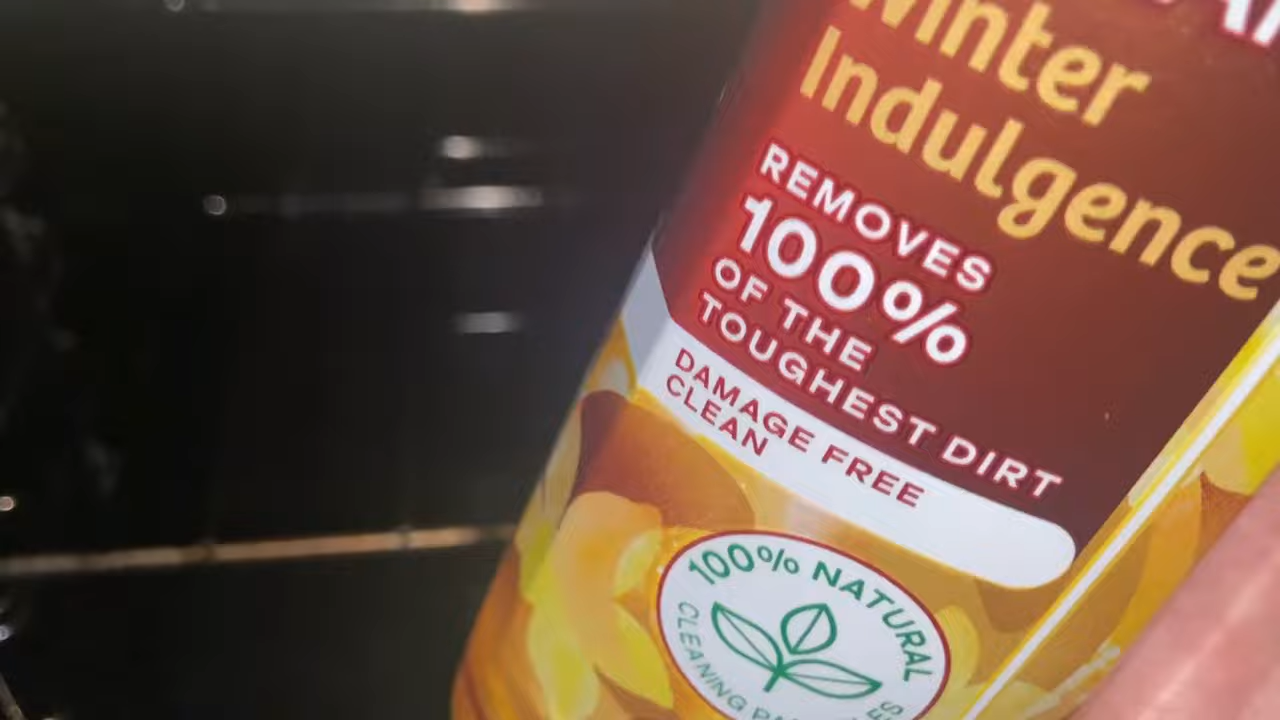 Winter
Indulgence
REMOVES
100%
OF THE
TOUGHEST DIRT
DAMAGE FREE
CLEAN
100% NATURAL
CLEANING